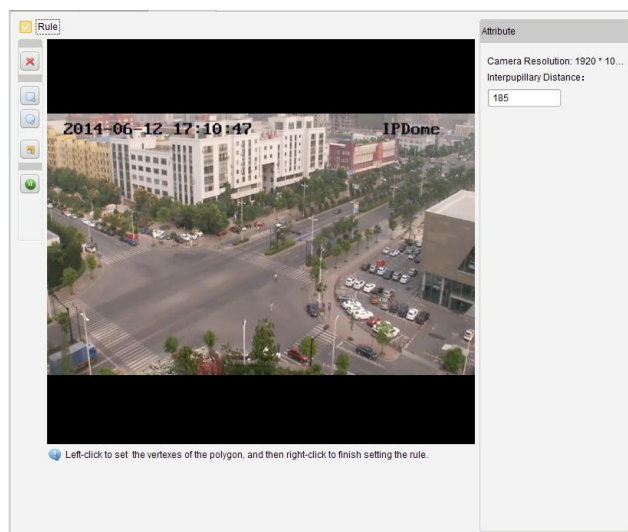 Rule
Attribute
2014-06-12 17:10:47
IPDome
Camera Resolution: 1920 * 10...
Interpupillary Distance:
185
Left-click to set the vertexes of the polygon, and then right-click to finish setting the rule.